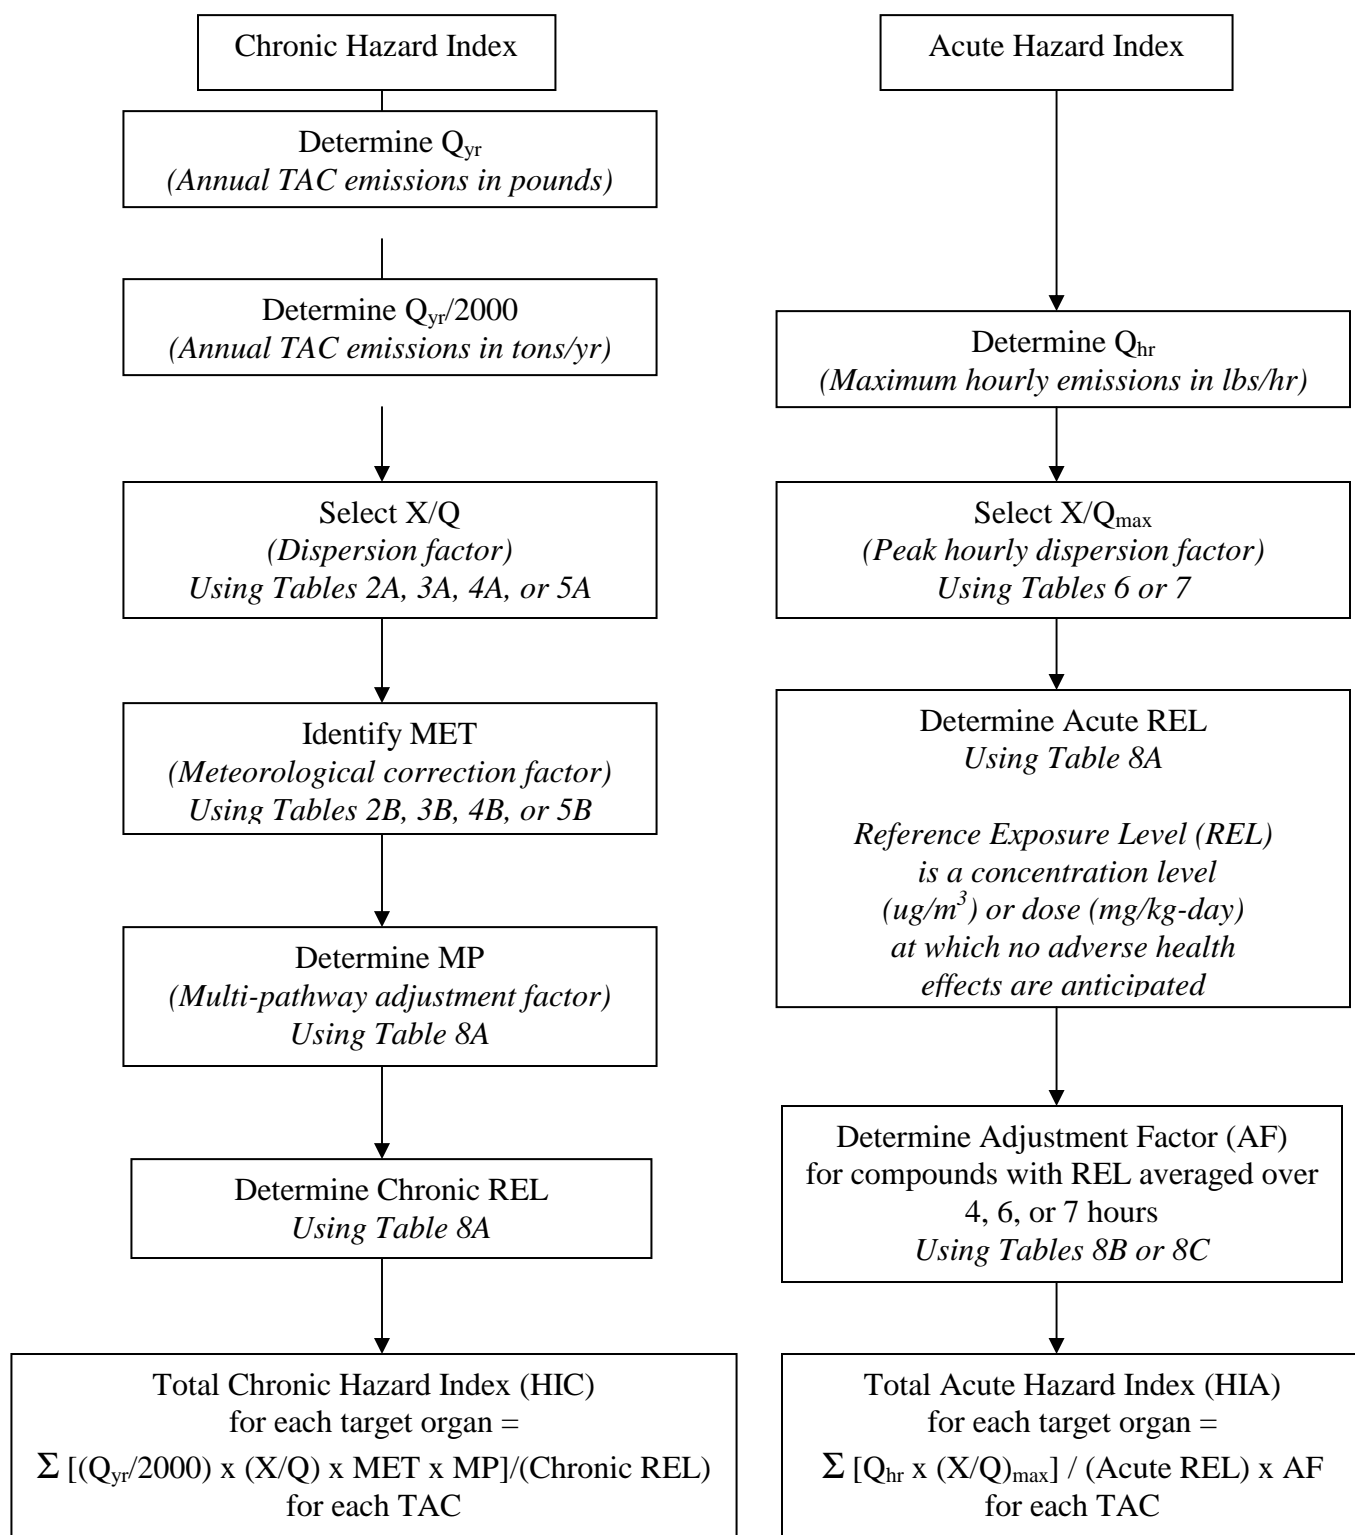 Chronic Hazard Index
Determine Qyr
(Annual TAC emissions in pounds)
Determine Qyr/2000
(Annual TAC emissions in tons/yr)
Select X/Q
(Dispersion factor)
Using Tables 2A, 3A, 4A, or 5A
Identify MET
(Meteorological correction factor)
Using Tables 2B, 3B, 4B, or 5B
Determine MP
(Multi-pathway adjustment factor)
Using Table 8A
Determine Chronic REL
Using Table 8A
Total Chronic Hazard Index (HIC)
for each target organ =
Σ [(Qyr/2000) x (X/Q) x MET x MP]/(Chronic REL)
for each TAC
Acute Hazard Index
Determine Qhr
(Maximum hourly emissions in lbs/hr)
Select X/Qmax
(Peak hourly dispersion factor)
Using Tables 6 or 7
Determine Acute REL
Using Table 8A
Reference Exposure Level (REL)
is a concentration level
(ug/m³) or dose (mg/kg-day)
at which no adverse health
effects are anticipated
Determine Adjustment Factor (AF)
for compounds with REL averaged over
4, 6, or 7 hours
Using Tables 8B or 8C
Total Acute Hazard Index (HIA)
for each target organ =
Σ [Qhr x (X/Q)max] / (Acute REL) x AF
for each TAC